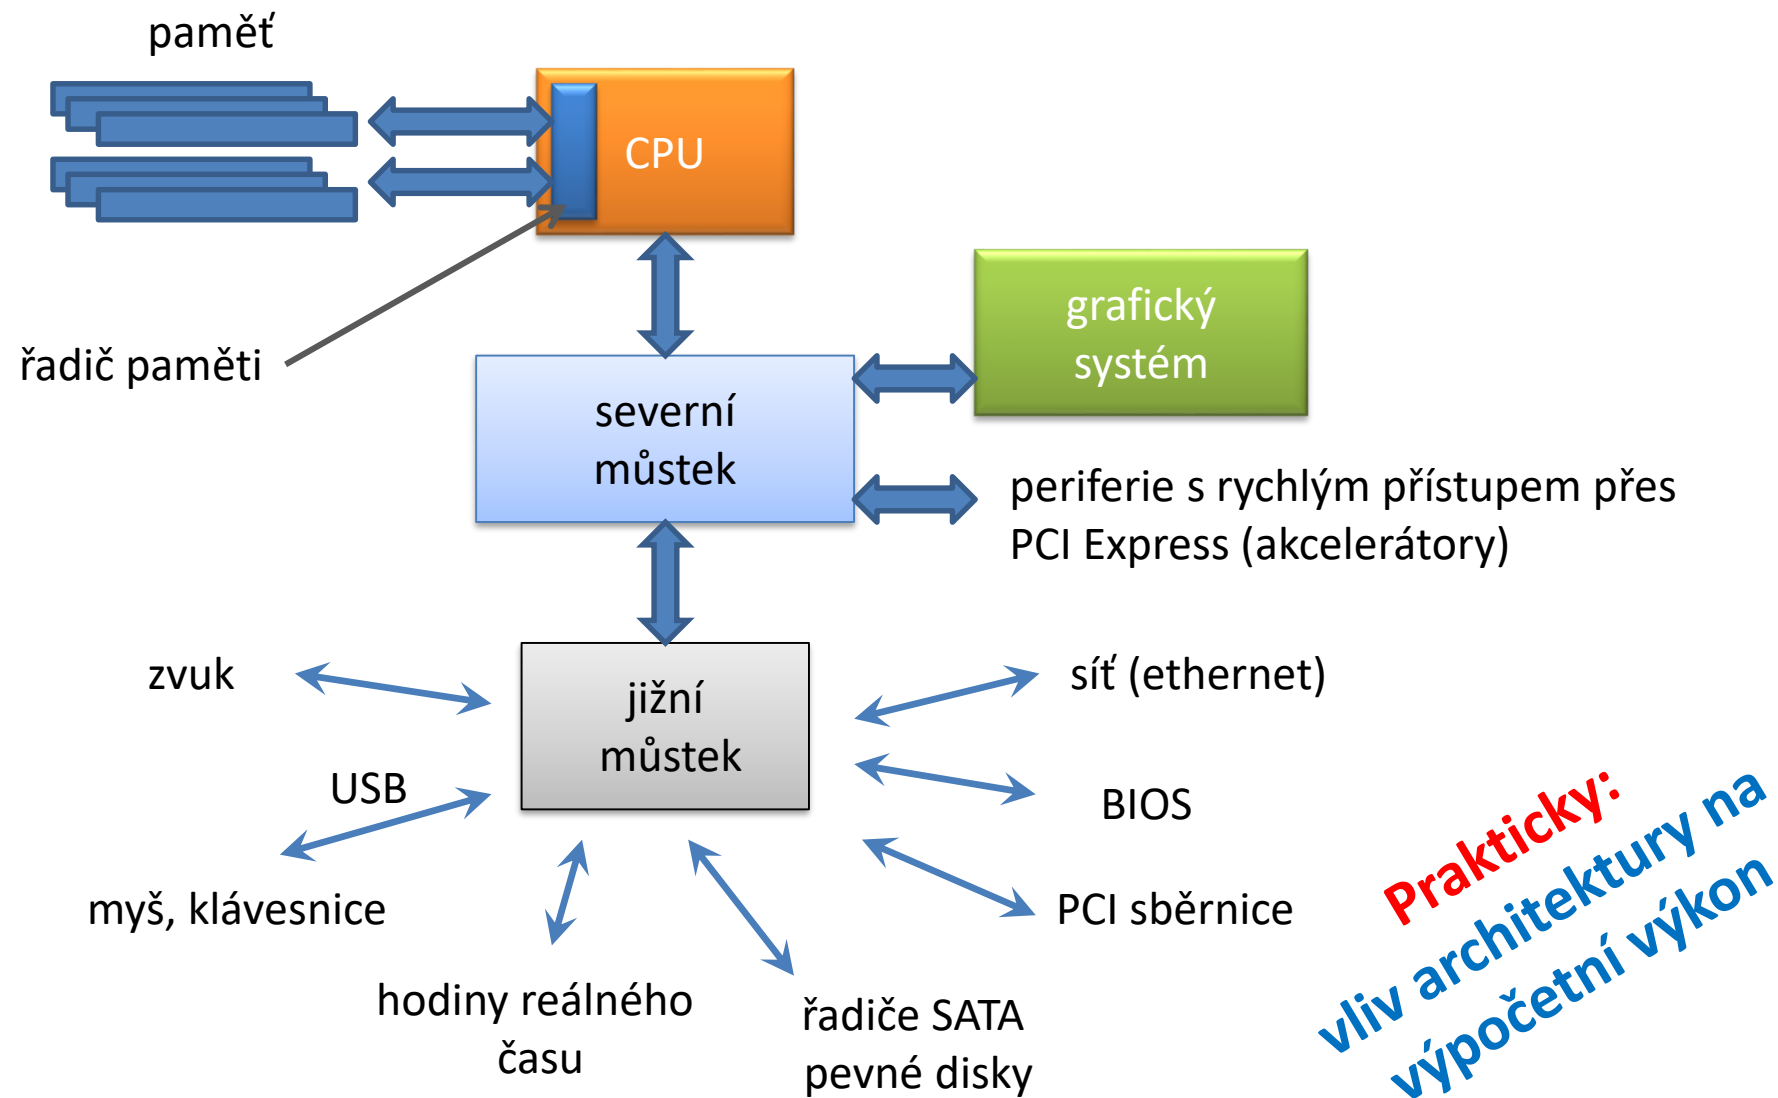 paměť
CPU
řadič paměti
grafický
systém
severní
můstek
periferie s rychlým přístupem přes
PCI Express (akcelerátory)
zvuk
jižní
můstek
síť (ethernet)
USB
BIOS
myš, klávesnice
PCI sběrnice
hodiny reálného
času
řadiče SATA
pevné disky
Prakticky:
vliv architektury na
výpočetní výkon